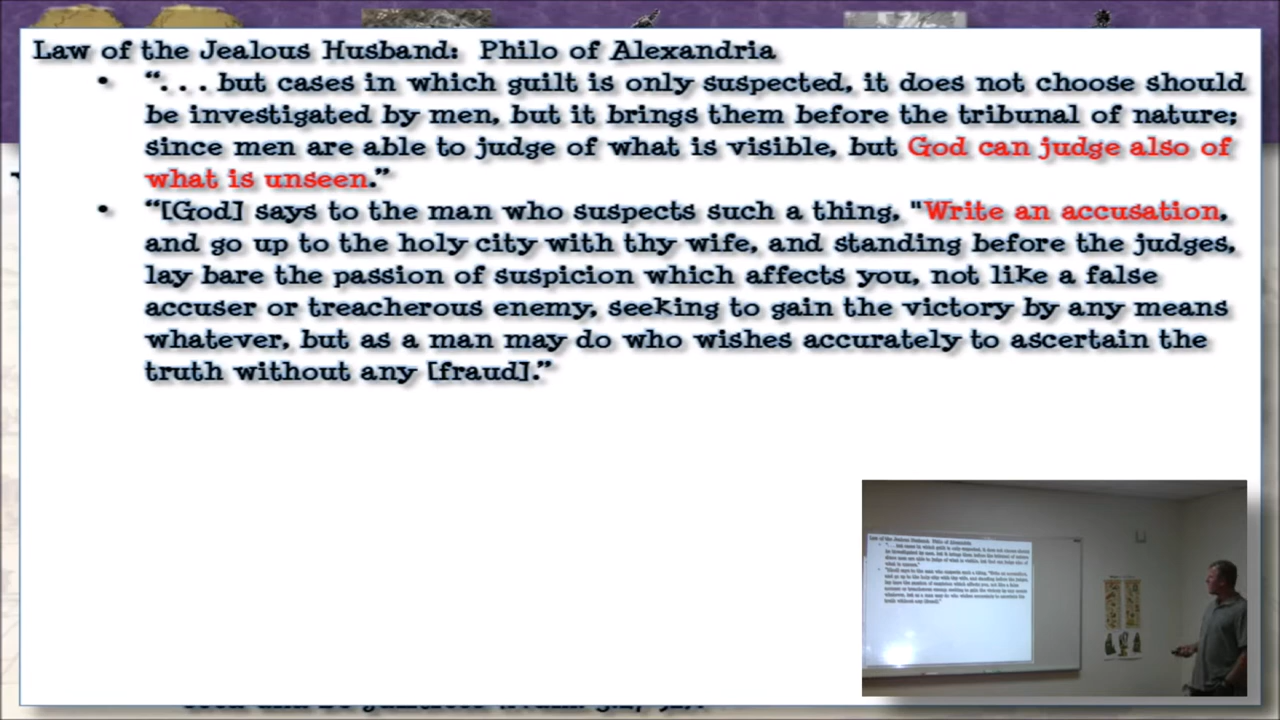 Law of the Jealous Husband: Philo of Alexandria
• “. . . but cases in which guilt is only suspected, it does not choose should
be investigated by men, but it brings them before the tribunal of nature;
since men are able to judge of what is visible, but God can judge also of
what is unseen.”
• “[God] says to the man who suspects such a thing, "Write an accusation,
and go up to the holy city with thy wife, and standing before the judges,
lay bare the passion of suspicion which affects you, not like a false
accuser or treacherous enemy, seeking to gain the victory by any means
whatever, but as a man may do who wishes accurately to ascertain the
truth without any [fraud].”